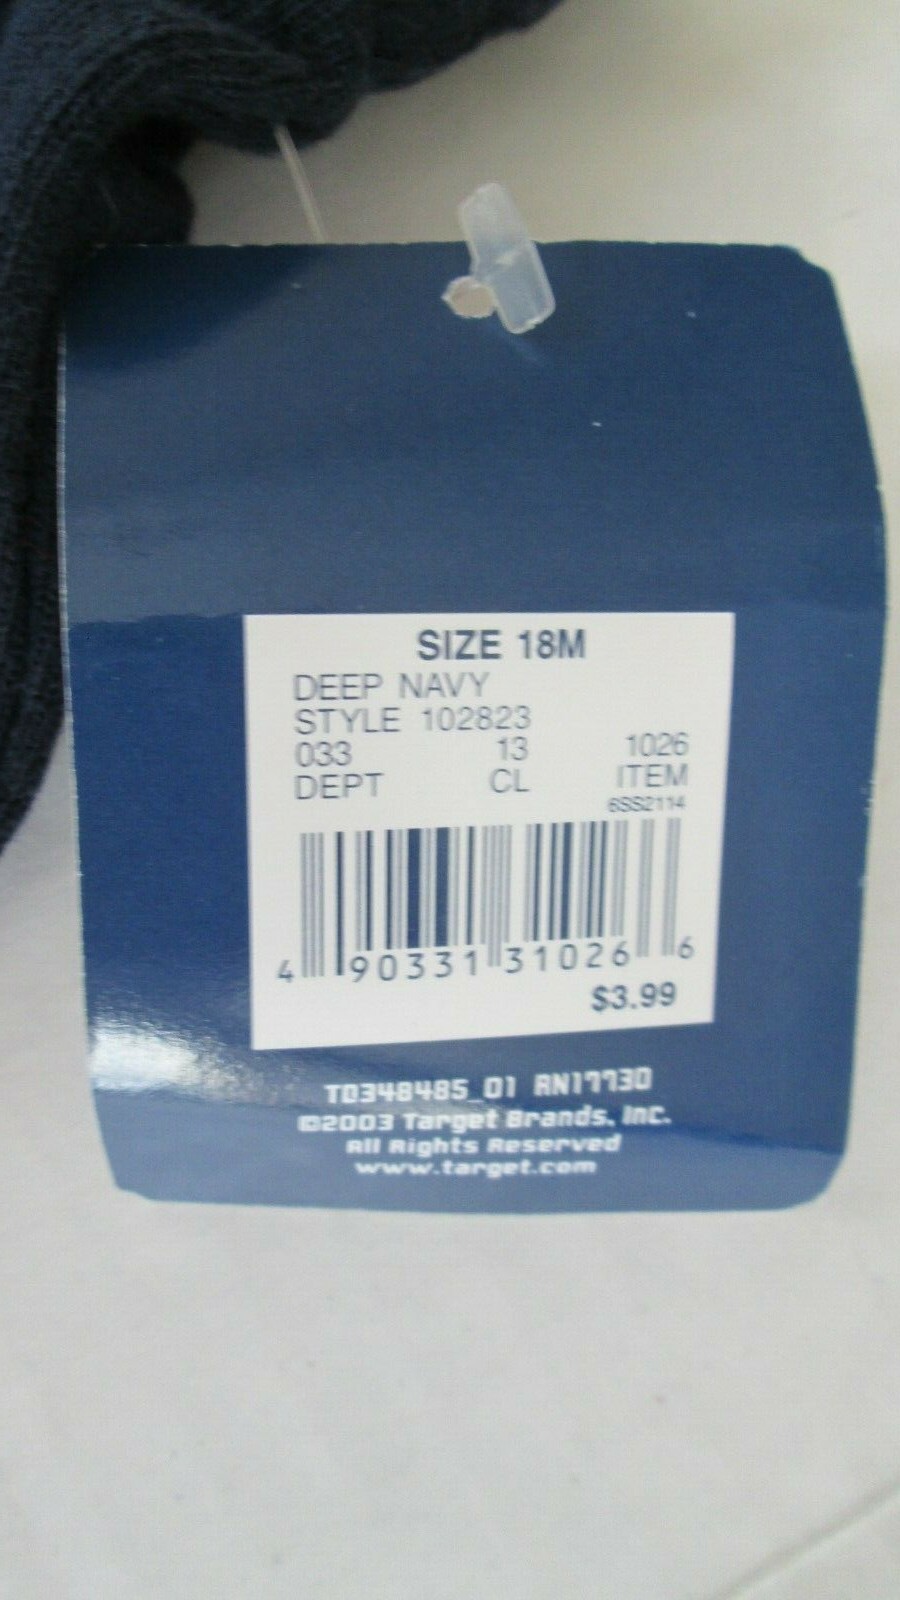 SIZE 18M
DEEP NAVY
STYLE 102823
033 13 1026
DEPT CL ITEM
6SS2114
4 90331 31026 6
$3.99
TD348485_01 RN17730
©2003 Target Brands, Inc.
All Rights Reserved
www.target.com